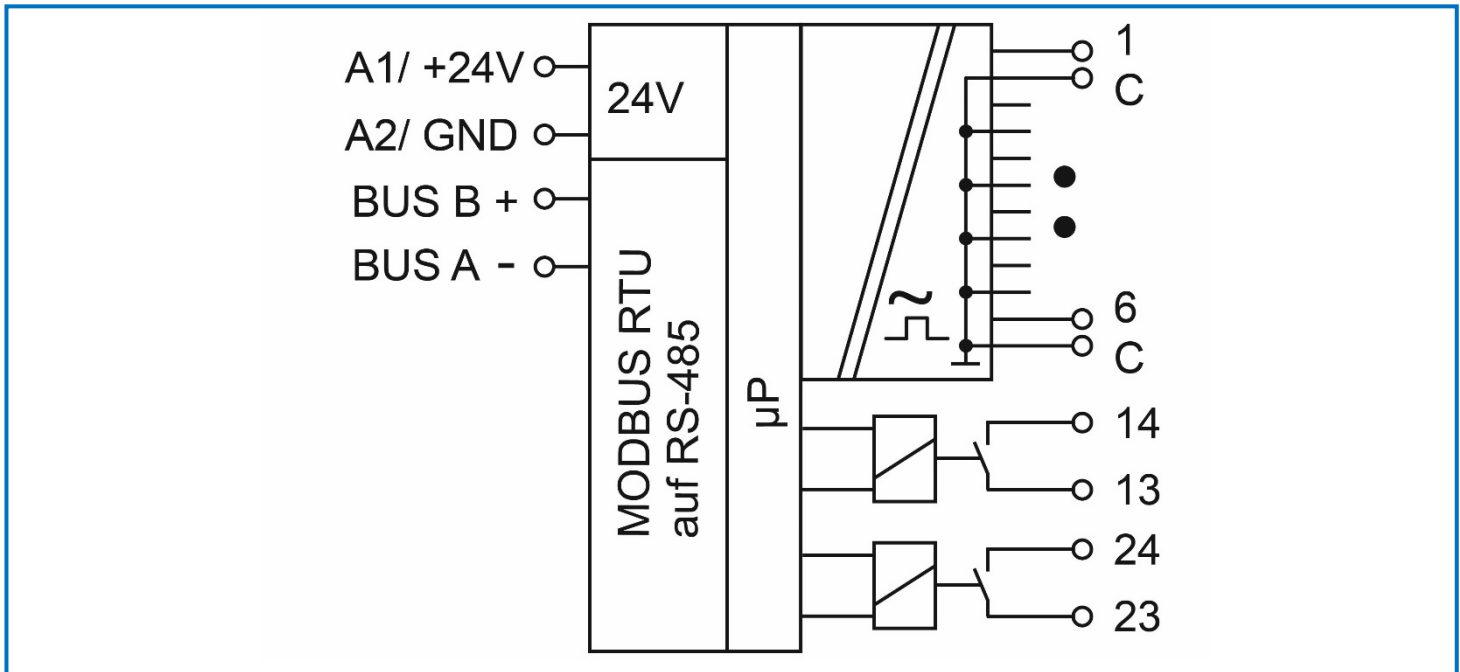 A1/ +24V
A2/ GND
BUS B +
BUS A -
24V
MODBUS RTU
auf RS-485
µP
1
C
6
C
14
13
24
23